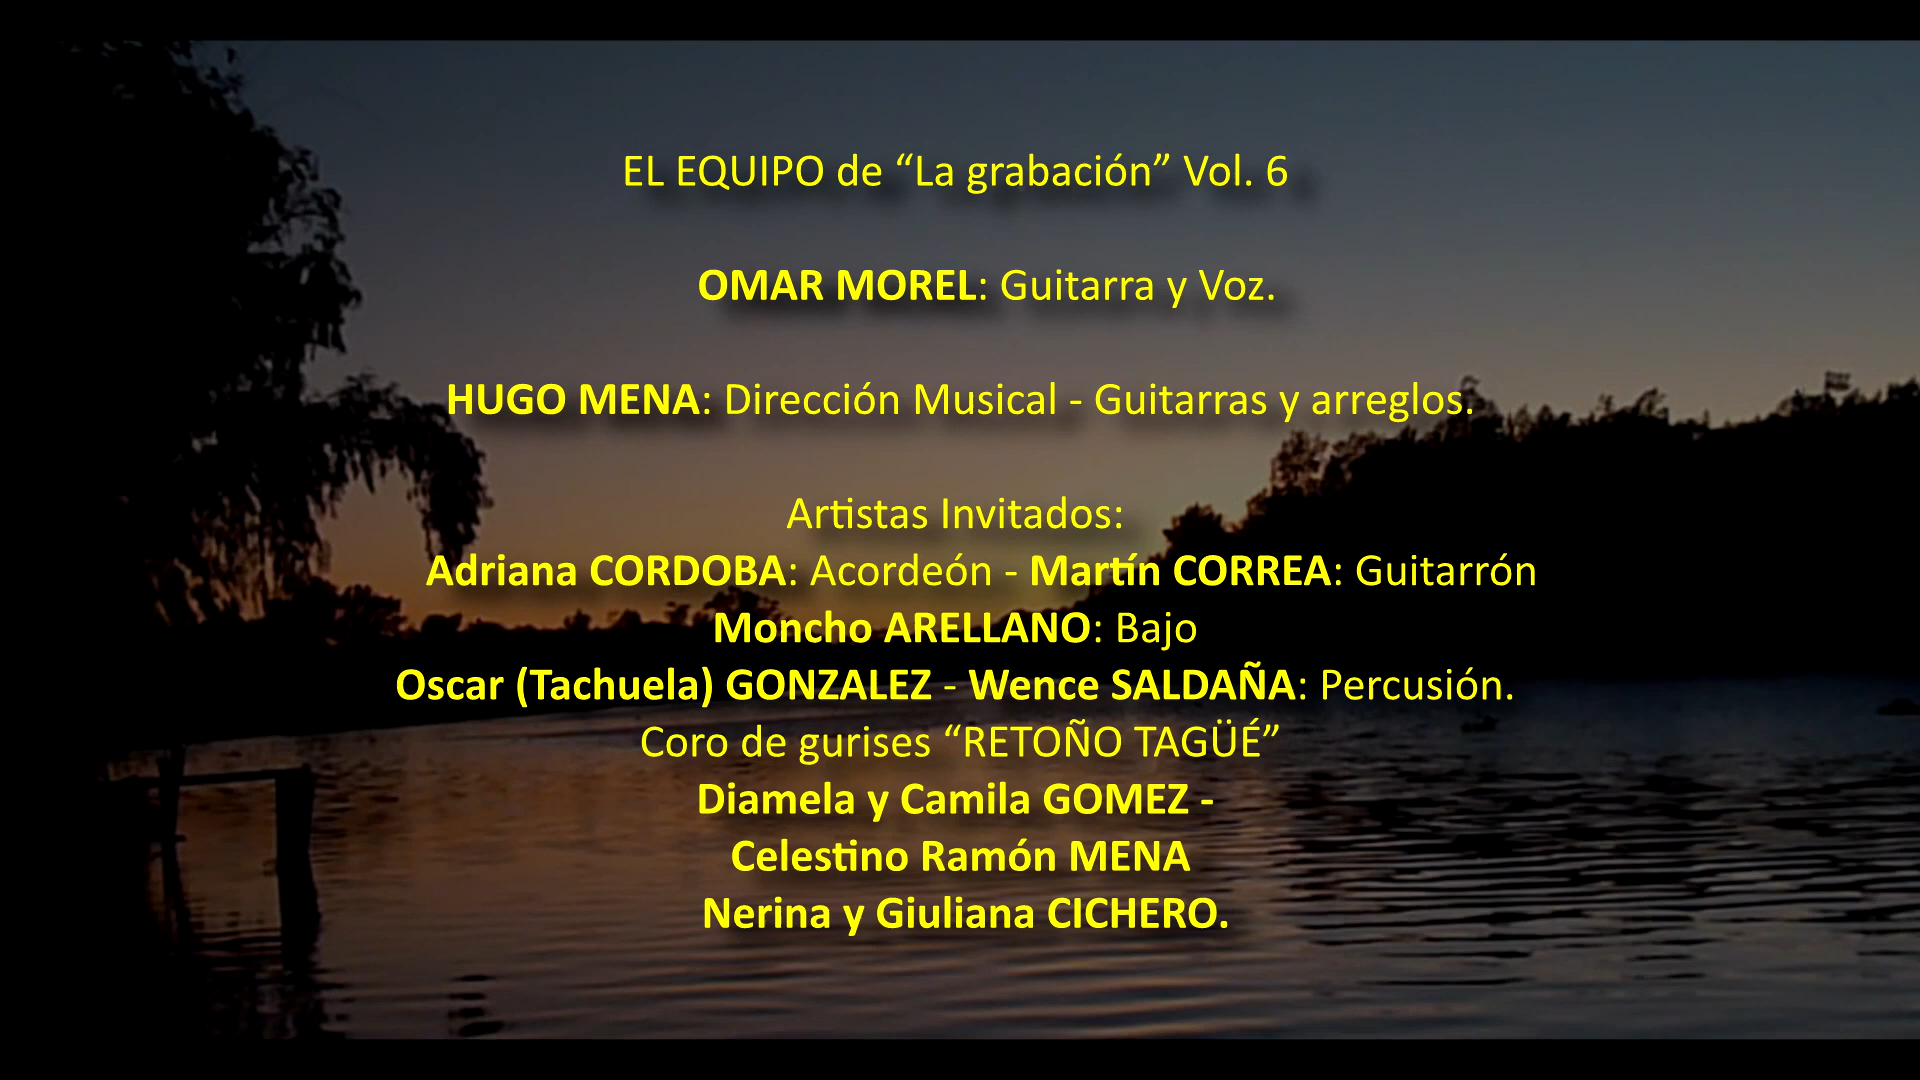 EL EQUIPO de “La grabación” Vol. 6
OMAR MOREL: Guitarra y Voz.
HUGO MENA: Dirección Musical - Guitarras y arreglos.
Artistas Invitados:
Adriana CORDOBA: Acordeón - Martín CORREA: Guitarrón
Moncho ARELLANO: Bajo
Oscar (Tachuela) GONZALEZ - Wence SALDAÑA: Percusión.
Coro de gurises “RETOÑO TAGÜÉ”
Diamela y Camila GOMEZ -
Celestino Ramón MENA
Nerina y Giuliana CICHERO.